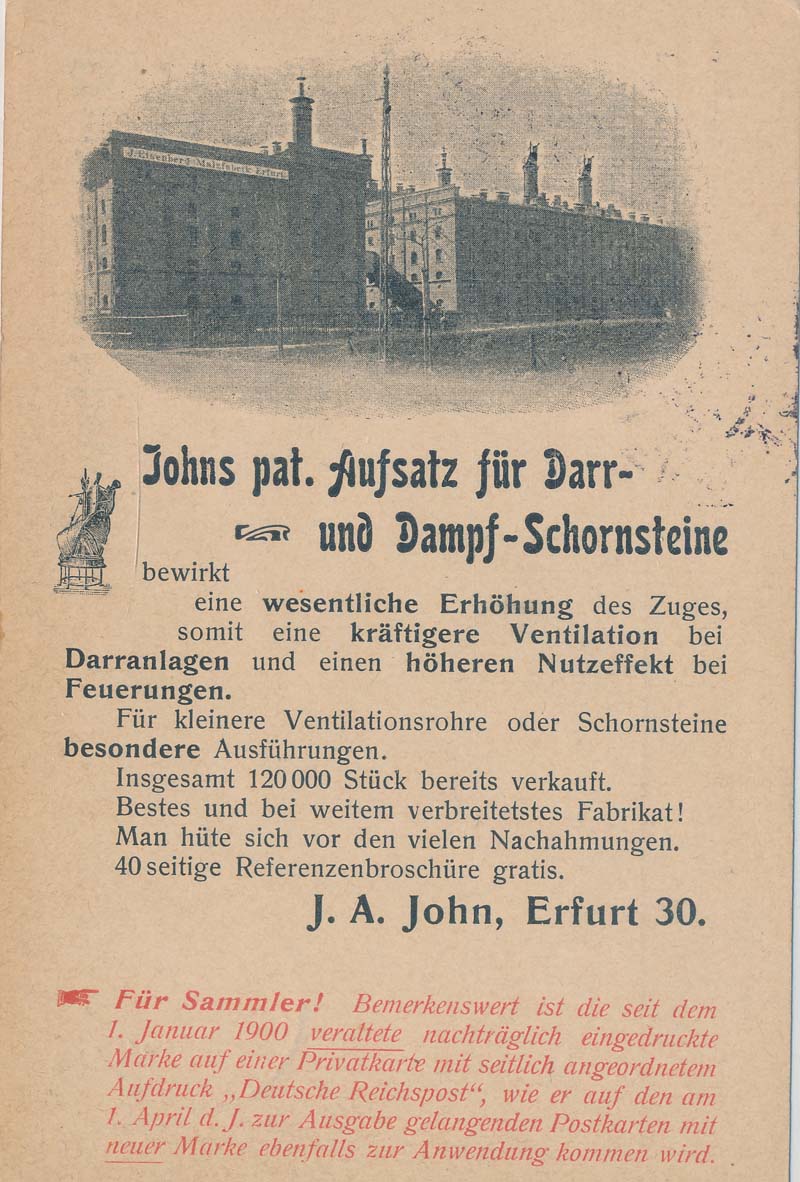 J. Eisenberg Malzfabrik Erfurt
Johns pat. Aufsatz für Darr-
und Dampf-Schornsteine
bewirkt
eine wesentliche Erhöhung des Zuges,
somit eine kräftigere Ventilation bei
Darranlagen und einen höheren Nutzeffekt bei
Feuerungen.
Für kleinere Ventilationsrohre oder Schornsteine
besondere Ausführungen.
Insgesamt 120 000 Stück bereits verkauft.
Bestes und bei weitem verbreitetstes Fabrikat!
Man hüte sich vor den vielen Nachahmungen.
40 seitige Referenzenbroschüre gratis.
J. A. John, Erfurt 30.
Für Sammler! Bemerkenswert ist die seit dem
1. Januar 1900 veraltete nachträglich eingedruckte
Marke auf einer Privatkarte mit seitlich angeordnetem
Aufdruck „Deutsche Reichspost“, wie er auf den am
1. April d. J. zur Ausgabe gelangenden Postkarten mit
neuer Marke ebenfalls zur Anwendung kommen wird.